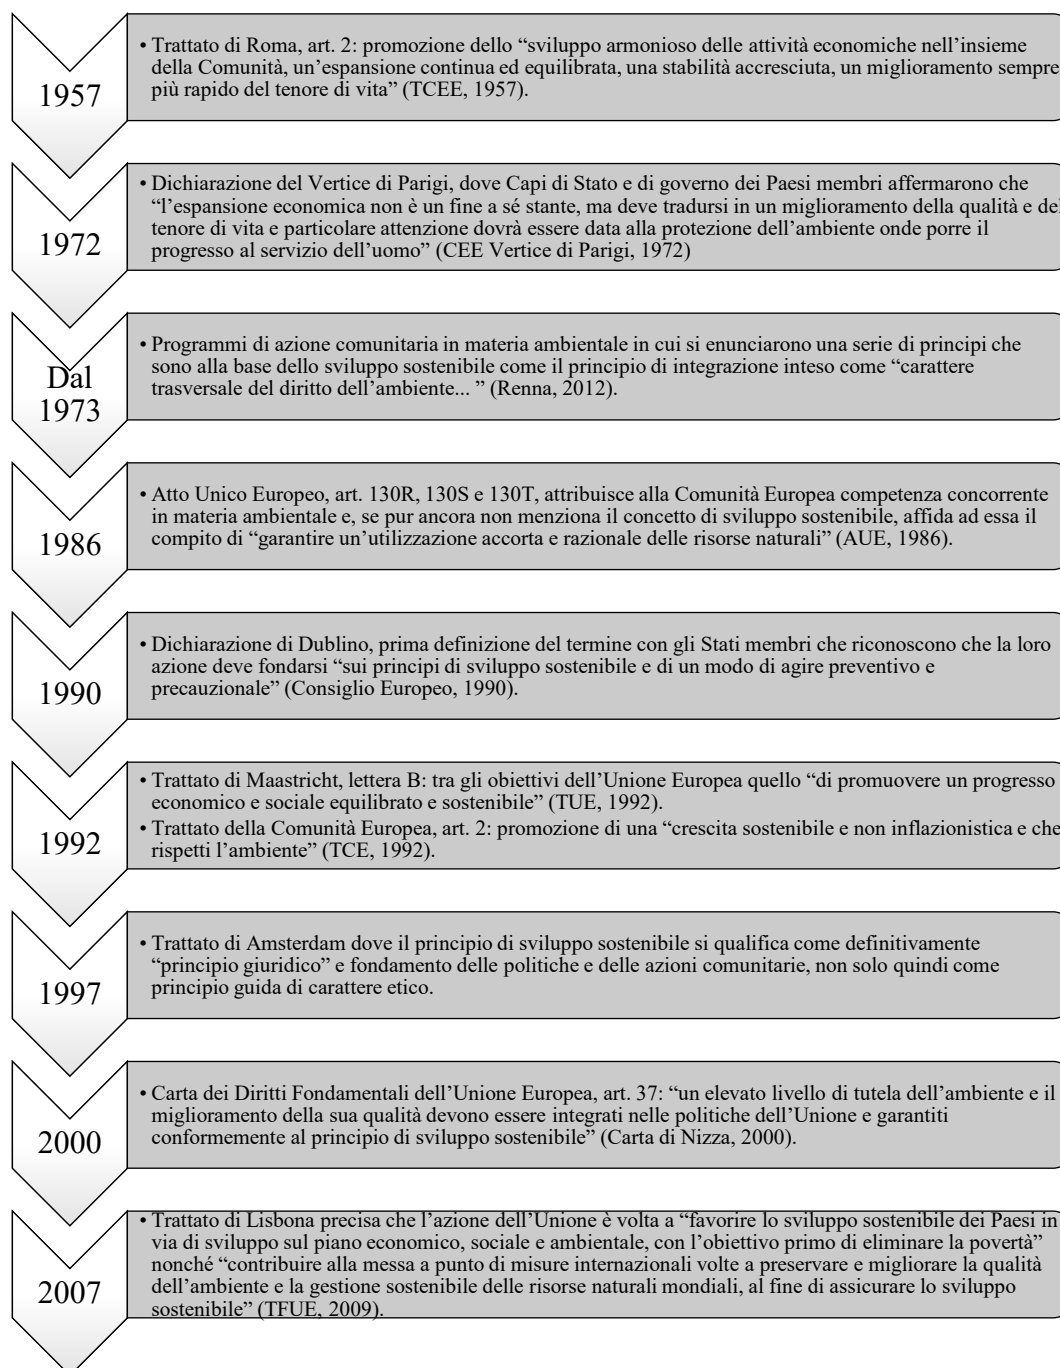 1957
• Trattato di Roma, art. 2: promozione dello “sviluppo armonioso delle attività economiche nell’insieme
della Comunità, un’espansione continua ed equilibrata, una stabilità accresciuta, un miglioramento sempre
più rapido del tenore di vita” (TCEE, 1957).
1972
• Dichiarazione del Vertice di Parigi, dove Capi di Stato e di governo dei Paesi membri affermarono che
“l’espansione economica non è un fine a sé stante, ma deve tradursi in un miglioramento della qualità e del
tenore di vita e particolare attenzione dovrà essere data alla protezione dell’ambiente onde porre il
progresso al servizio dell’uomo” (CEE Vertice di Parigi, 1972)
Dal
1973
• Programmi di azione comunitaria in materia ambientale in cui si enunciarono una serie di principi che
sono alla base dello sviluppo sostenibile come il principio di integrazione inteso come “carattere
trasversale del diritto dell’ambiente... ” (Renna, 2012).
1986
• Atto Unico Europeo, art. 130R, 130S e 130T, attribuisce alla Comunità Europea competenza concorrente
in materia ambientale e, se pur ancora non menziona il concetto di sviluppo sostenibile, affida ad essa il
compito di “garantire un’utilizzazione accorta e razionale delle risorse naturali” (AUE, 1986).
1990
• Dichiarazione di Dublino, prima definizione del termine con gli Stati membri che riconoscono che la loro
azione deve fondarsi “sui principi di sviluppo sostenibile e di un modo di agire preventivo e
precauzionale” (Consiglio Europeo, 1990).
1992
• Trattato di Maastricht, lettera B: tra gli obiettivi dell’Unione Europea quello “di promuovere un progresso
economico e sociale equilibrato e sostenibile” (TUE, 1992).
• Trattato della Comunità Europea, art. 2: promozione di una “crescita sostenibile e non inflazionistica e che
rispetti l’ambiente” (TCE, 1992).
1997
• Trattato di Amsterdam dove il principio di sviluppo sostenibile si qualifica come definitivamente
“principio giuridico” e fondamento delle politiche e delle azioni comunitarie, non solo quindi come
principio guida di carattere etico.
2000
• Carta dei Diritti Fondamentali dell’Unione Europea, art. 37: “un elevato livello di tutela dell’ambiente e il
miglioramento della sua qualità devono essere integrati nelle politiche dell’Unione e garantiti
conformemente al principio di sviluppo sostenibile” (Carta di Nizza, 2000).
2007
• Trattato di Lisbona precisa che l’azione dell’Unione è volta a “favorire lo sviluppo sostenibile dei Paesi in
via di sviluppo sul piano economico, sociale e ambientale, con l’obiettivo primo di eliminare la povertà”
nonché “contribuire alla messa a punto di misure internazionali volte a preservare e migliorare la qualità
dell’ambiente e la gestione sostenibile delle risorse naturali mondiali, al fine di assicurare lo sviluppo
sostenibile” (TFUE, 2009).